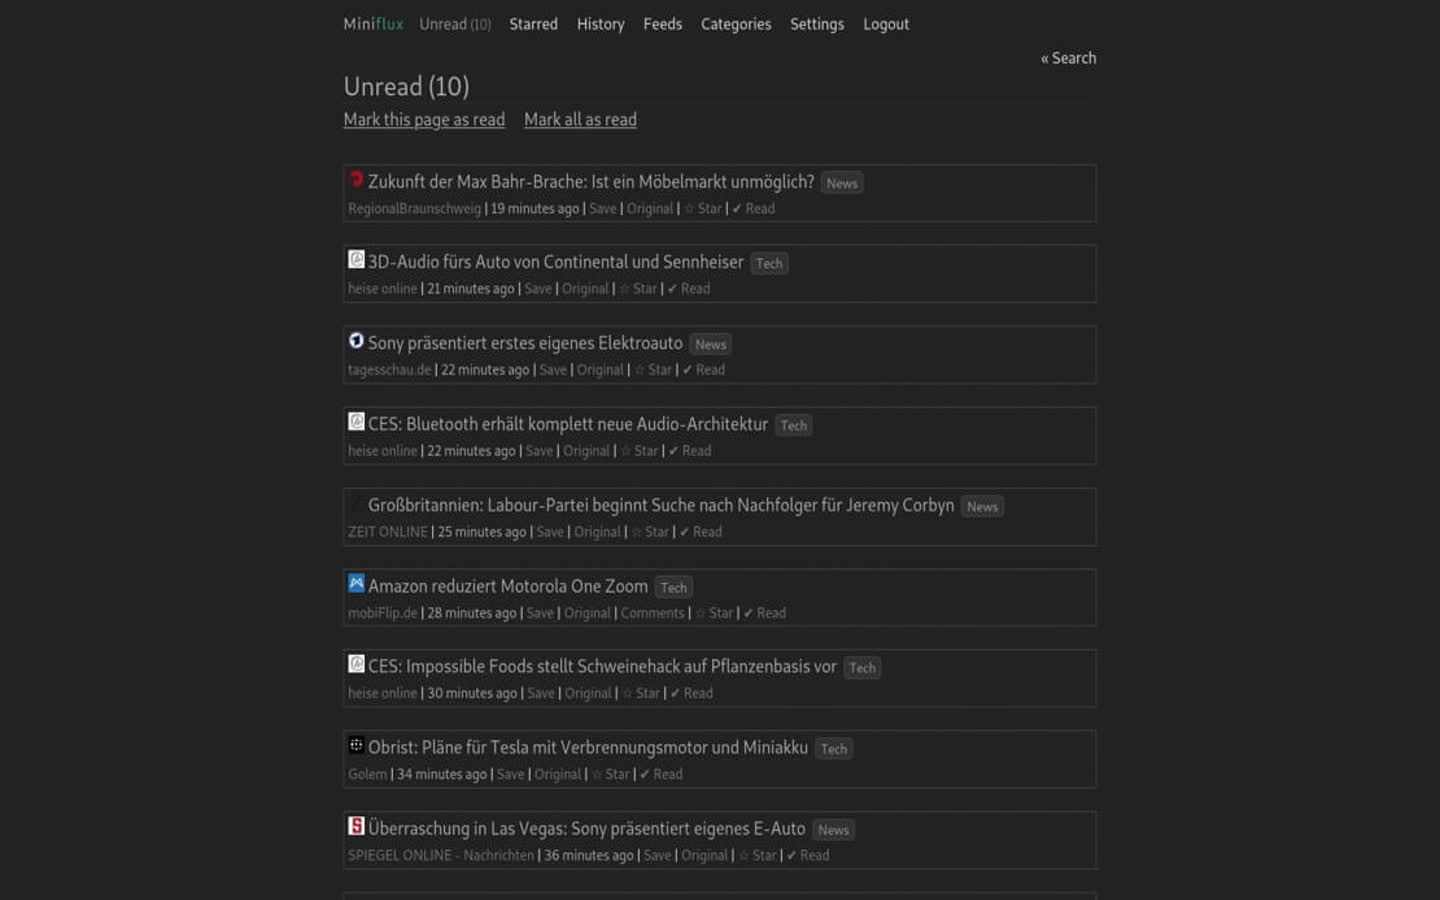 Miniflux Unread (10) Starred History Feeds Categories Settings Logout
« Search
Unread (10)
Mark this page as read Mark all as read
Zukunft der Max Bahr-Brache: Ist ein Möbelmarkt unmöglich? News
RegionalBraunschweig | 19 minutes ago | Save | Original | ☆ Star | ✔ Read
3D-Audio fürs Auto von Continental und Sennheiser Tech
heise online | 21 minutes ago | Save | Original | ☆ Star | ✔ Read
Sony präsentiert erstes eigenes Elektroauto News
tagesschau.de | 22 minutes ago | Save | Original | ☆ Star | ✔ Read
CES: Bluetooth erhält komplett neue Audio-Architektur Tech
heise online | 22 minutes ago | Save | Original | ☆ Star | ✔ Read
Großbritannien: Labour-Partei beginnt Suche nach Nachfolger für Jeremy Corbyn News
ZEIT ONLINE | 25 minutes ago | Save | Original | ☆ Star | ✔ Read
Amazon reduziert Motorola One Zoom Tech
mobiFlip.de | 28 minutes ago | Save | Original | Comments | ☆ Star | ✔ Read
CES: Impossible Foods stellt Schweinehack auf Pflanzenbasis vor Tech
heise online | 30 minutes ago | Save | Original | ☆ Star | ✔ Read
Obrist: Pläne für Tesla mit Verbrennungsmotor und Miniakku Tech
Golem | 34 minutes ago | Save | Original | ☆ Star | ✔ Read
Überraschung in Las Vegas: Sony präsentiert eigenes E-Auto News
SPIEGEL ONLINE - Nachrichten | 36 minutes ago | Save | Original | ☆ Star | ✔ Read